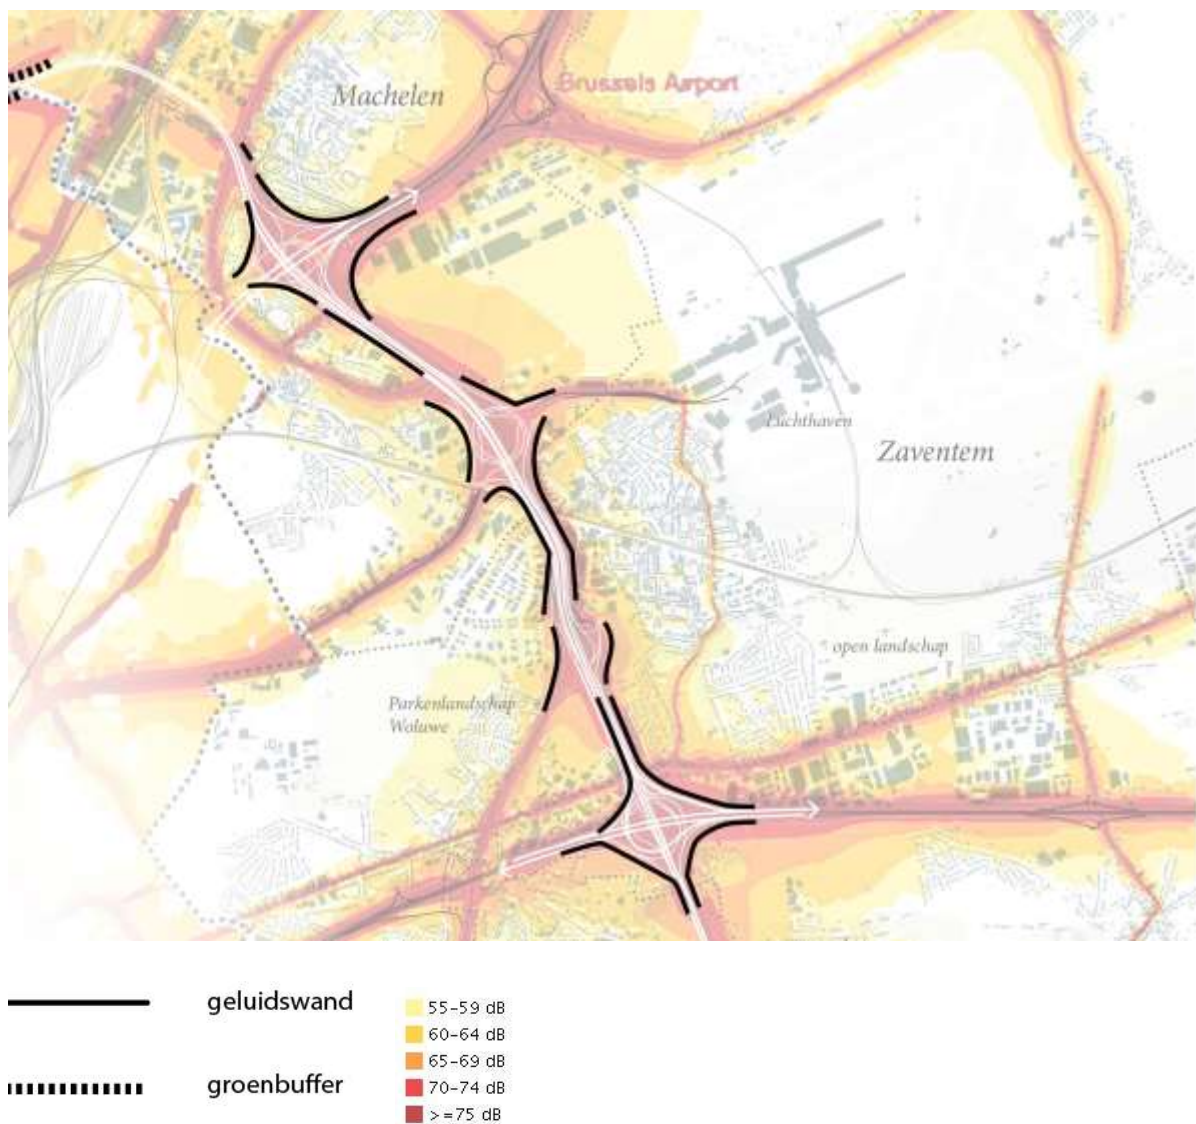 Machelen
Brussels Airport
Luchthaven
Zaventem
open landschap
Parkenlandschap
Woluwe
geluidswand
groenbuffer
55-59 dB
60-64 dB
65-69 dB
70-74 dB
>=75 dB